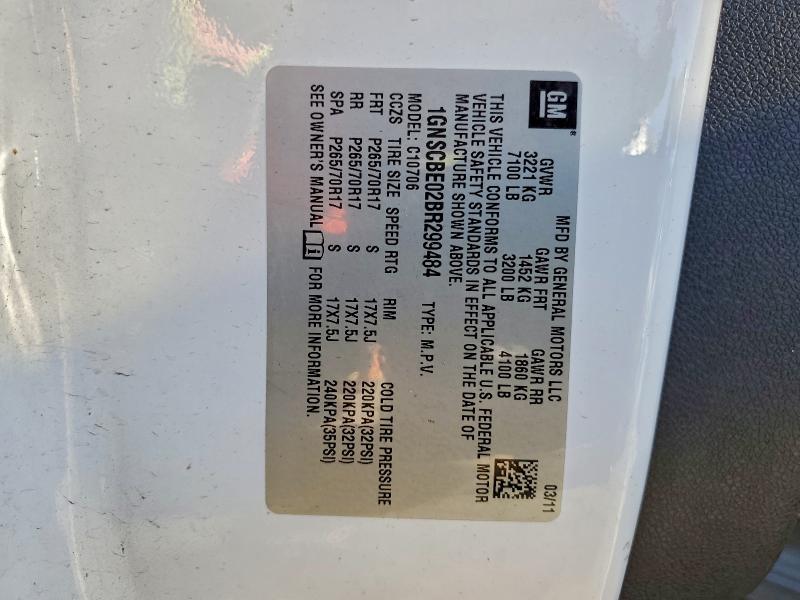 GM
MFD BY GENERAL MOTORS LLC 03/11
GVWR GAWR FRT GAWR RR
3221 KG 1452 KG 1860 KG
7100 LB 3200 LB 4100 LB
THIS VEHICLE CONFORMS TO ALL APPLICABLE U.S. FEDERAL MOTOR
VEHICLE SAFETY STANDARDS IN EFFECT ON THE DATE OF
MANUFACTURE SHOWN ABOVE.
1GNSCBE02BR299484 TYPE: M.P.V.
MODEL: C10706
CCZS TIRE SIZE SPEED RTG RIM COLD TIRE PRESSURE
FRT P265/70R17 S 17X7.5J 220KPA(32PSI)
RR P265/70R17 S 17X7.5J 220KPA(32PSI)
SPA P265/70R17 S 17X7.5J 240KPA(35PSI)
SEE OWNER'S MANUAL FOR MORE INFORMATION.